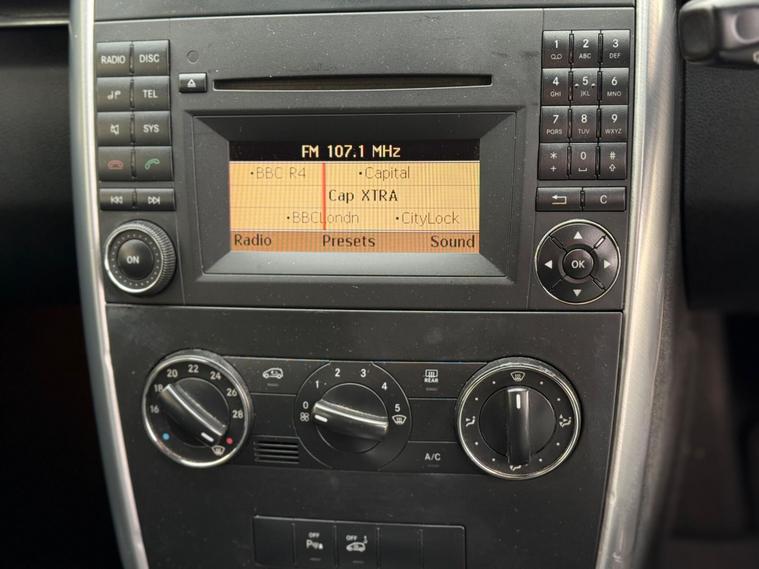 RADIO DISC
TEL
SYS
1
2 ABC
3 DEF
4 GHI
5 JKL
6 MNO
7 PQRS
8 TUV
9 WXYZ
* +
0
#
C
ON
OK
FM 107.1 MHz
•BBC R4 •Capital
Cap XTRA
•BBCLondn •CityLock
Radio Presets Sound
16 18 20 22 24 26 28
0 1 2 3 4 5
REAR
A/C
OFF OFF
P